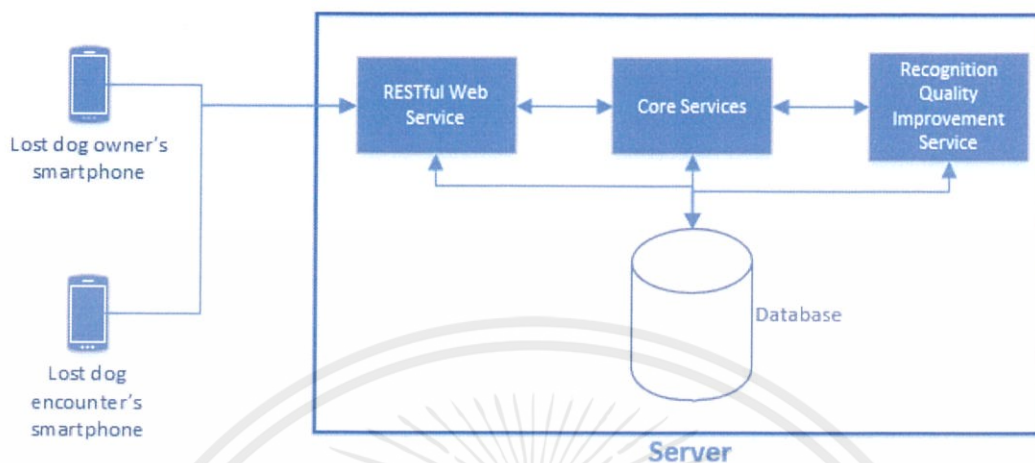 Lost dog owner's
smartphone
Lost dog
encounter's
smartphone
RESTful Web
Service
Core Services
Recognition
Quality
Improvement
Service
Database
Server